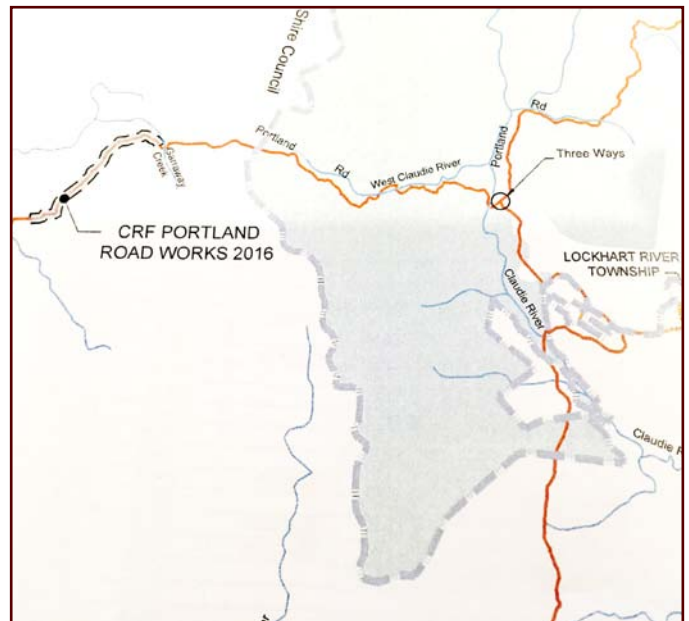 Shire Council
Portland
Rd
West Claudie River
Portland
Rd
Three Ways
Garraway
Creek
CRF PORTLAND
ROAD WORKS 2016
LOCKHART RIVER
TOWNSHIP
Claudie River
Claudie R